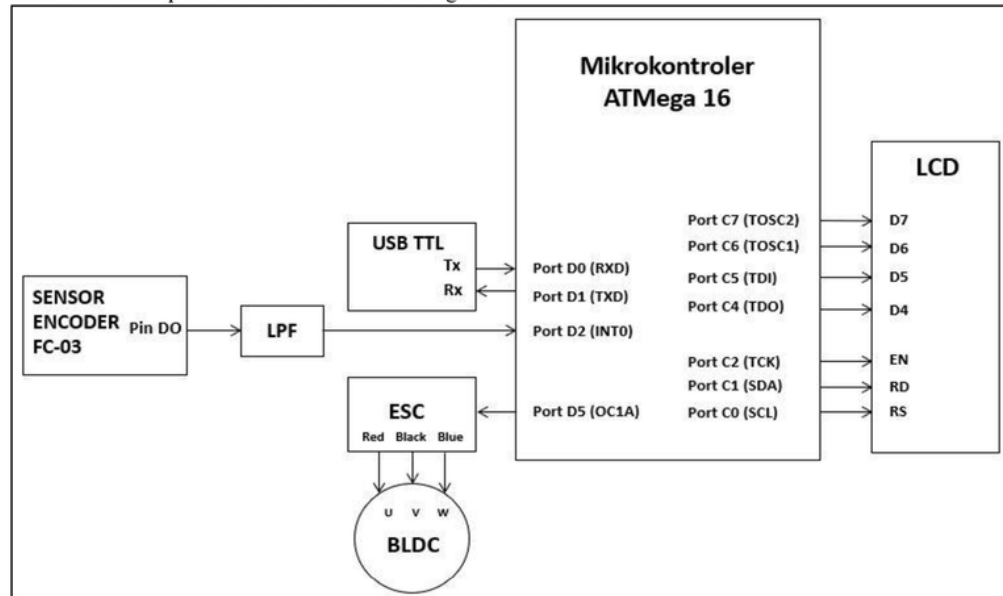 Mikrokontroler
ATMega 16
LCD
Port C7 (TOSC2)
D7
Port C6 (TOSC1)
D6
Port C5 (TDI)
D5
Port C4 (TDO)
D4
Port C2 (TCK)
EN
Port C1 (SDA)
RD
Port C0 (SCL)
RS
USB TTL
Tx
Rx
Port D0 (RXD)
Port D1 (TXD)
Port D2 (INT0)
Port D5 (OC1A)
SENSOR
ENCODER
FC-03
Pin DO
LPF
ESC
Red Black Blue
U V W
BLDC